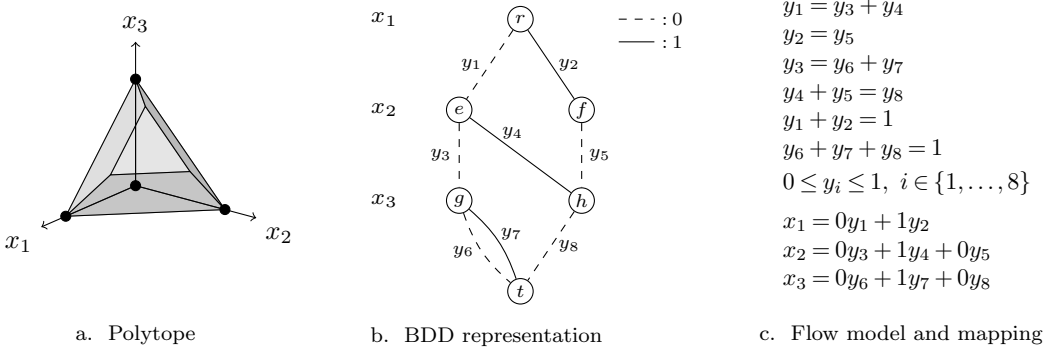 x₃
x₁
x₂
a. Polytope
x₁
r
: 0
: 1
y₁
y₂
x₂
e
f
y₄
y₃
y₅
x₃
g
h
y₇
y₆
y₈
t
b. BDD representation
y₁ = y₃ + y₄
y₂ = y₅
y₃ = y₆ + y₇
y₄ + y₅ = y₈
y₁ + y₂ = 1
y₆ + y₇ + y₈ = 1
0 ≤ yᵢ ≤ 1, i ∈ {1, …, 8}
x₁ = 0y₁ + 1y₂
x₂ = 0y₃ + 1y₄ + 0y₅
x₃ = 0y₆ + 1y₇ + 0y₈
c. Flow model and mapping